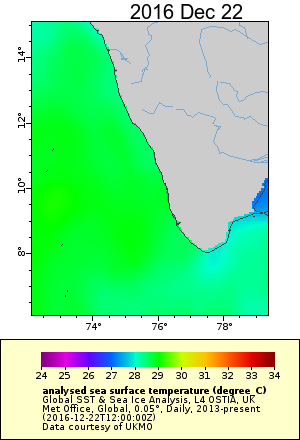 2016 Dec 22
14°
12°
10°
8°
74° 76° 78°
24 25 26 27 28 29 30 31 32 33 34
analysed sea surface temperature (degree_C)
Global SST & Sea Ice Analysis, L4 OSTIA, UK
Met Office, Global, 0.05°, Daily, 2013-present
(2016-12-22T12:00:00Z)
Data courtesy of UKMO